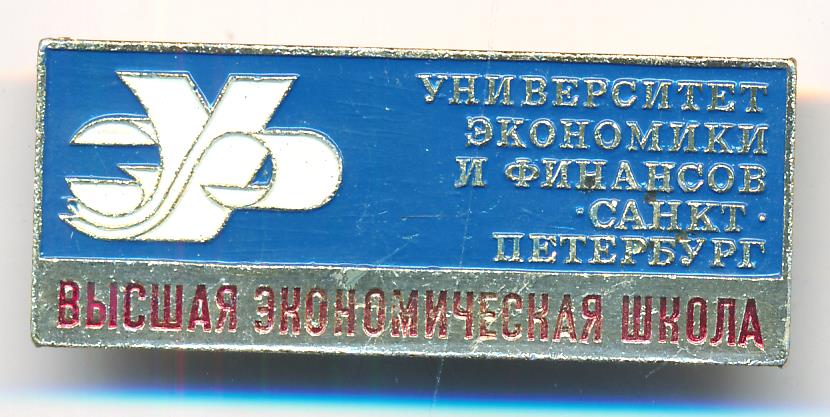 УНИВЕРСИТЕТ
ЭКОНОМИКИ
И ФИНАНСОВ
·САНКТ·
ПЕТЕРБУРГ
ВЫСШАЯ ЭКОНОМИЧЕСКАЯ ШКОЛА